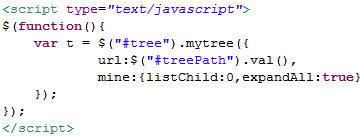 <script type="text/javascript">
$(function(){
    var t = $("#tree").mytree({
            url:$("#treePath").val(),
            mine:{listChild:0,expandAll:true}
    });
});
</script>